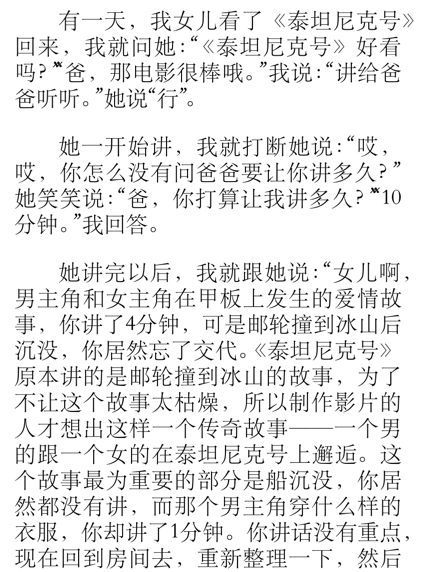 有一天，我女儿看了《泰坦尼克号》
回来，我就问她：“《泰坦尼克号》好看
吗？”“爸，那电影很棒哦。”我说：“讲给爸
爸听听。”她说“行”。
她一开始讲，我就打断她说：“哎，
哎，你怎么没有问爸爸要让你讲多久？”
她笑笑说：“爸，你打算让我讲多久？”“10
分钟。”我回答。
她讲完以后，我就跟她说：“女儿啊，
男主角和女主角在甲板上发生的爱情故
事，你讲了4分钟，可是邮轮撞到冰山后
沉没，你居然忘了交代。《泰坦尼克号》
原本讲的是邮轮撞到冰山的故事，为了
不让这个故事太枯燥，所以制作影片的
人才想出这样一个传奇故事——一个男
的跟一个女的在泰坦尼克号上邂逅。这
个故事最为重要的部分是船沉没，你居
然都没有讲，而那个男主角穿什么样的
衣服，你却讲了1分钟。你讲话没有重点，
现在回到房间去，重新整理一下，然后